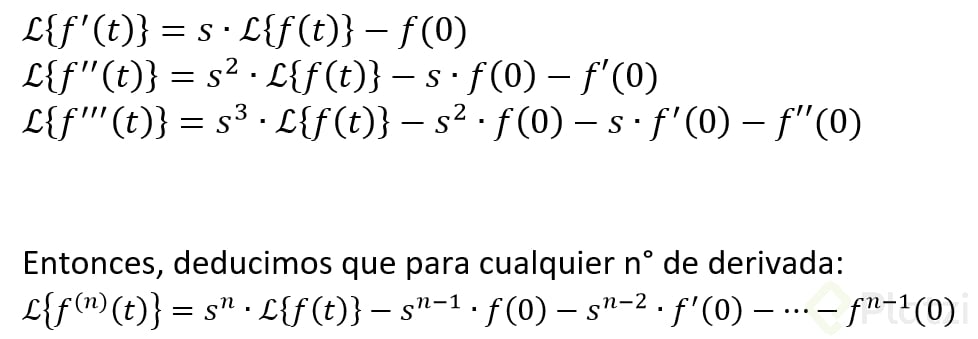 ℒ{f′(t)} = s · ℒ{f(t)} − f(0)
ℒ{f′′(t)} = s² · ℒ{f(t)} − s · f(0) − f′(0)
ℒ{f′′′(t)} = s³ · ℒ{f(t)} − s² · f(0) − s · f′(0) − f′′(0)
Entonces, deducimos que para cualquier n° de derivada:
ℒ{f⁽ⁿ⁾(t)} = sⁿ · ℒ{f(t)} − sⁿ⁻¹ · f(0) − sⁿ⁻² · f′(0) − ⋯ − fⁿ⁻¹(0)
Platzi